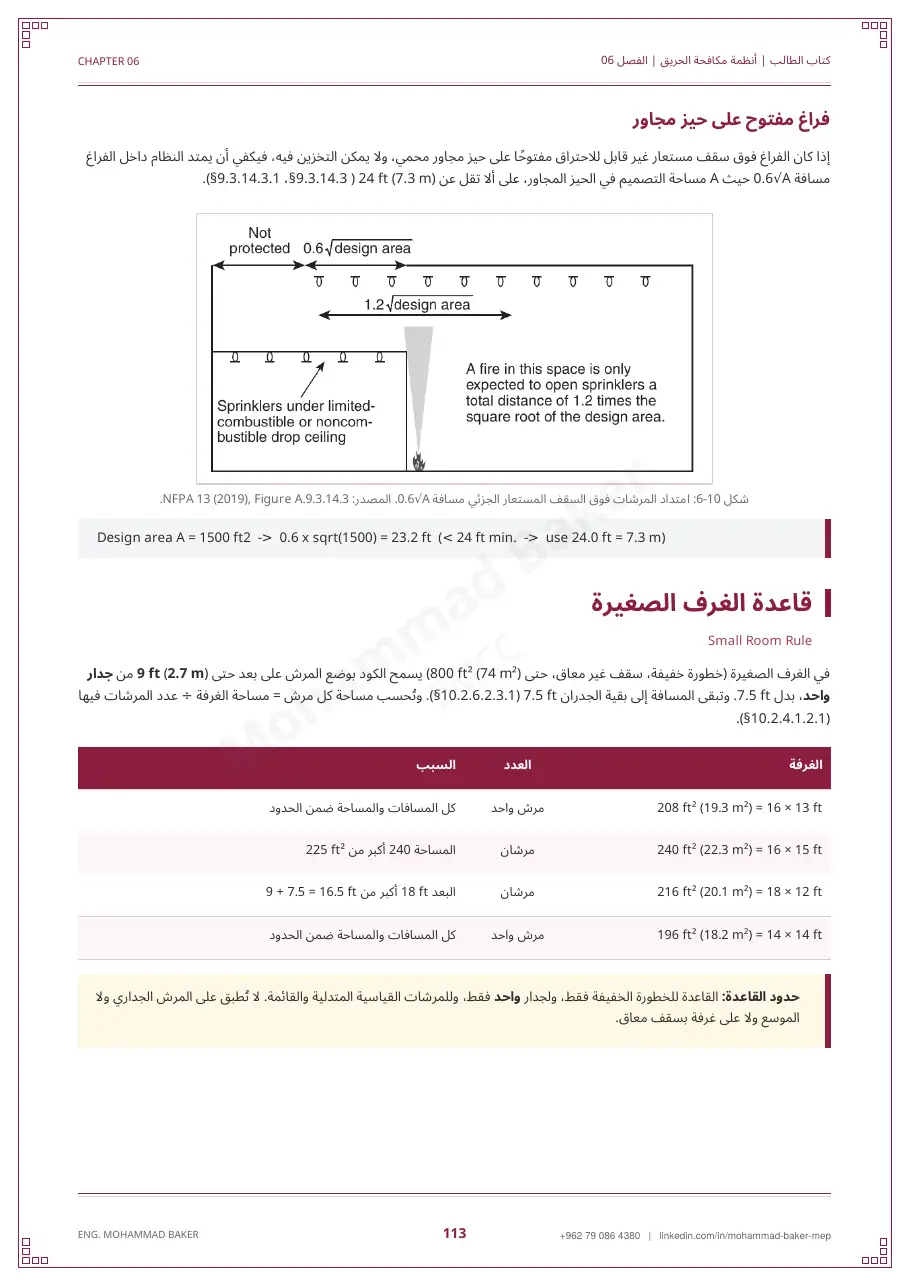 كتاب الطالب | أنظمة مكافحة الحريق | الفصل 06
CHAPTER 06
فراغ مفتوح على حيز مجاور
إذا كان الفراغ فوق سقف مستعار غير قابل للاحتراق مفتوحًا على حيز مجاور محمي، ولا يمكن التخزين فيه، فيكفي أن يمتد النظام داخل الفراغ
مسافة 0.6√A حيث A مساحة التصميم في الحيز المجاور، على ألا تقل عن 24 ft (7.3 m) ( §9.3.14.3، §9.3.14.3.1).
Not
protected
0.6√design area
1.2√design area
A fire in this space is only
expected to open sprinklers a
total distance of 1.2 times the
square root of the design area.
Sprinklers under limited-
combustible or noncom-
bustible drop ceiling
شكل 10-6: امتداد المرشات فوق السقف المستعار الجزئي مسافة 0.6√A. المصدر: NFPA 13 (2019), Figure A.9.3.14.3.
Design area A = 1500 ft2 -> 0.6 x sqrt(1500) = 23.2 ft (< 24 ft min. -> use 24.0 ft = 7.3 m)
قاعدة الغرف الصغيرة
Small Room Rule
في الغرف الصغيرة (خطورة خفيفة، سقف غير معاق، حتى 800 ft² (74 m²)) يسمح الكود بوضع المرش على بعد حتى 9 ft (2.7 m) من جدار
واحد، بدل 7.5 ft. وتبقى المسافة إلى بقية الجدران 7.5 ft (§10.2.6.2.3.1). وتُحسب مساحة كل مرش = مساحة الغرفة ÷ عدد المرشات فيها
(§10.2.4.1.2.1).
الغرفة العدد السبب
208 ft² (19.3 m²) = 16 × 13 ft مرش واحد كل المسافات والمساحة ضمن الحدود
240 ft² (22.3 m²) = 16 × 15 ft مرشان المساحة 240 أكبر من 225 ft²
216 ft² (20.1 m²) = 18 × 12 ft مرشان البعد 18 ft أكبر من 9 + 7.5 = 16.5 ft
196 ft² (18.2 m²) = 14 × 14 ft مرش واحد كل المسافات والمساحة ضمن الحدود
حدود القاعدة: القاعدة للخطورة الخفيفة فقط، ولجدار واحد فقط، وللمرشات القياسية المتدلية والقائمة. لا تُطبق على المرش الجداري ولا
الموسع ولا على غرفة بسقف معاق.
Mohammad Baker
ENG. MOHAMMAD BAKER
113
+962 79 086 4380 | linkedin.com/in/mohammad-baker-mep